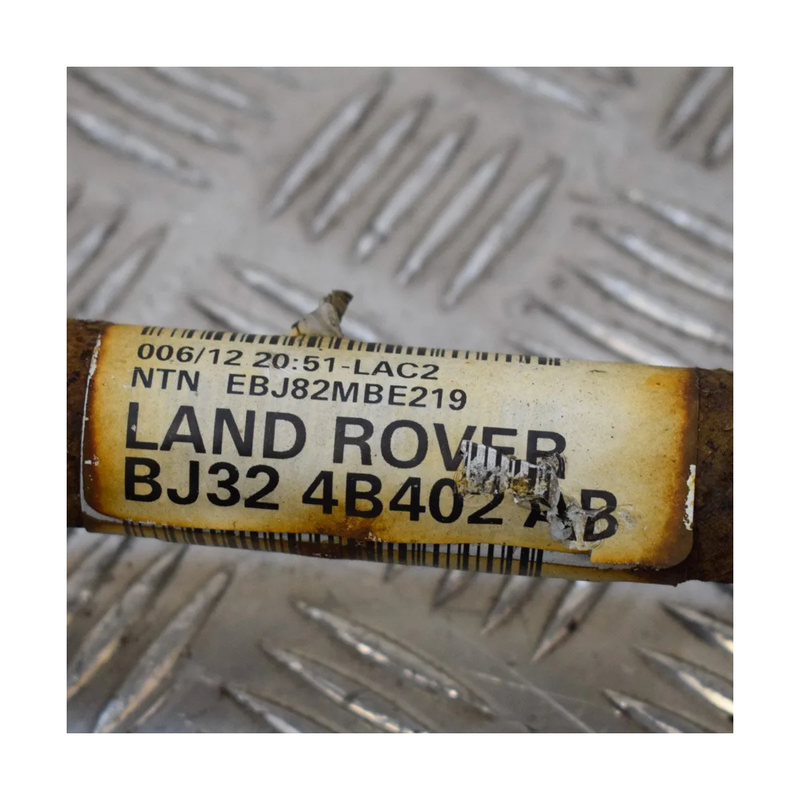 006/12 20:51-LAC2
NTN EBJ82MBE219
LAND ROVER
BJ32 4B402 AB